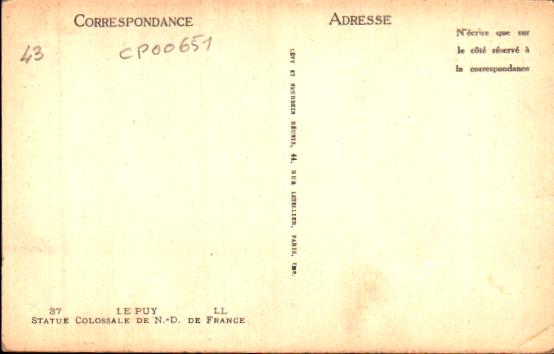 CORRESPONDANCE
ADRESSE
N'écrire que sur
le côté réservé à
la correspondance
43
CP00651
LÉVY ET NEURDEIN RÉUNIS, 44, RUE LETELLIER, PARIS, IMP.
37 LE PUY LL
STATUE COLOSSALE DE N.-D. DE FRANCE